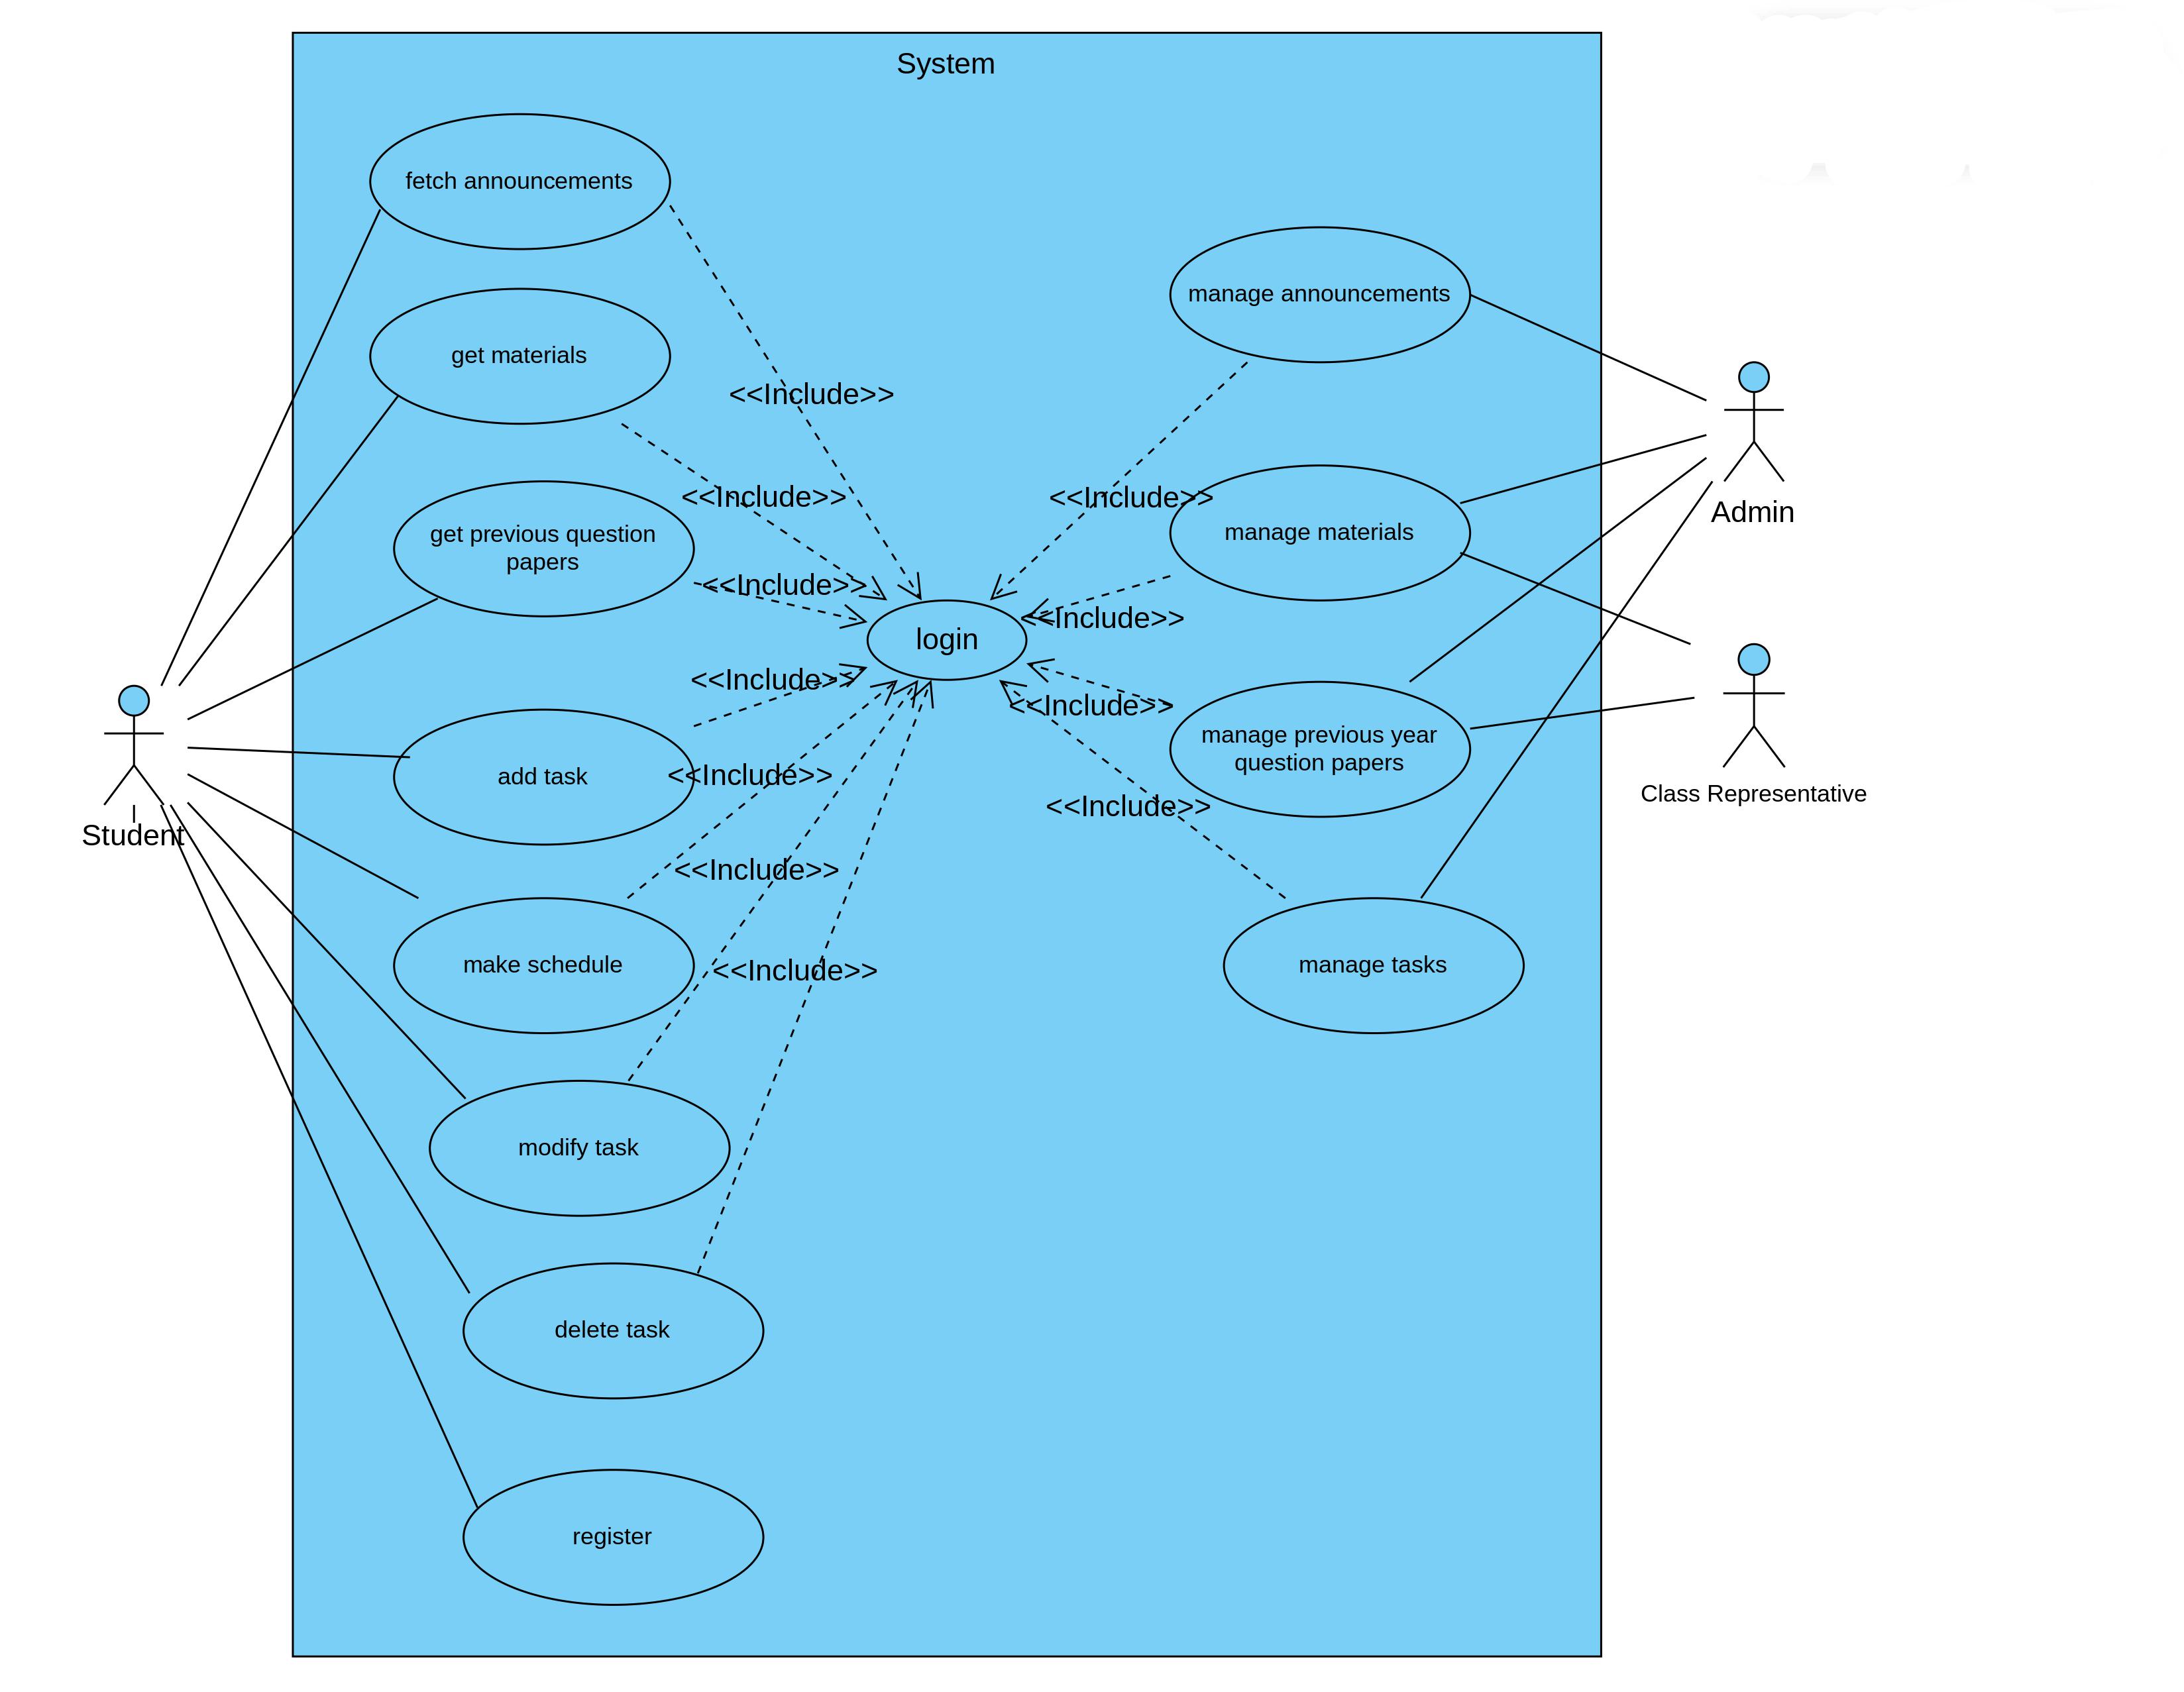 System
fetch announcements
manage announcements
get materials
<<Include>>
<<Include>>
<<Include>>
get previous question
papers
manage materials
Admin
<<Include>>
<<Include>>
login
<<Include>>
<<Include>>
manage previous year
question papers
add task
<<Include>>
Class Representative
<<Include>>
Student
<<Include>>
make schedule
<<Include>>
manage tasks
modify task
delete task
register